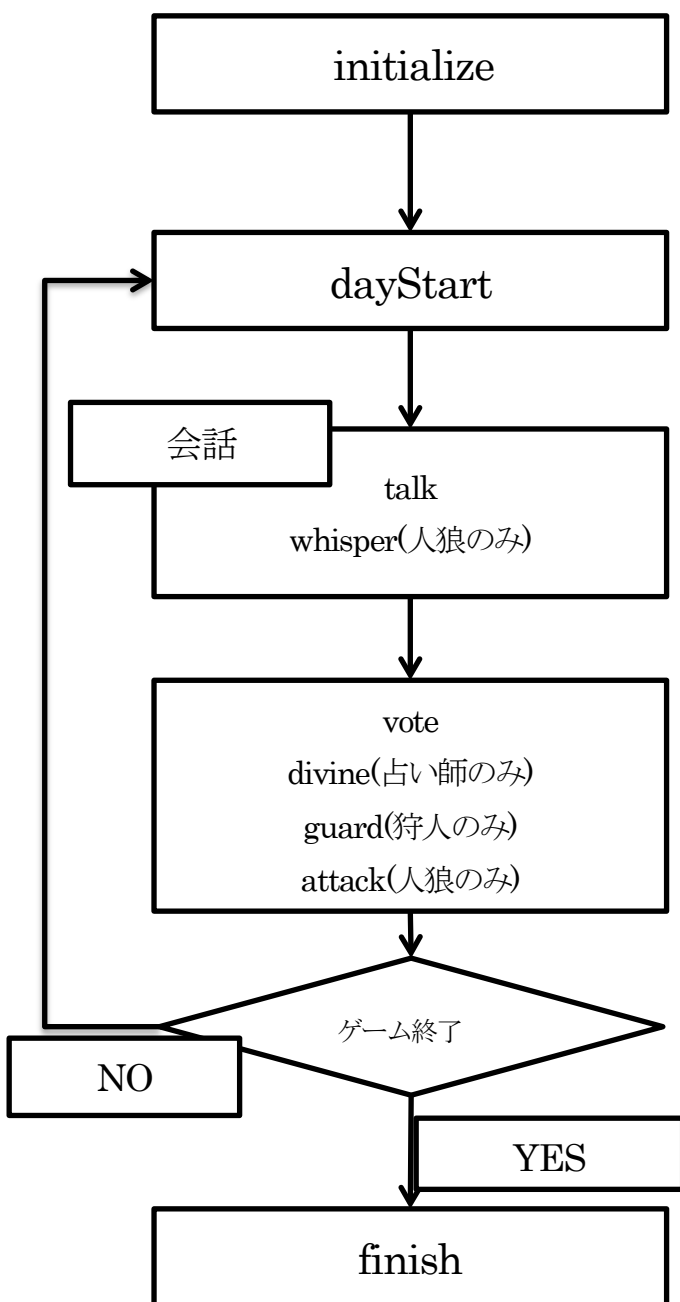 initialize
dayStart
会話
talk
whisper(人狼のみ)
vote
divine(占い師のみ)
guard(狩人のみ)
attack(人狼のみ)
ゲーム終了
NO
YES
finish